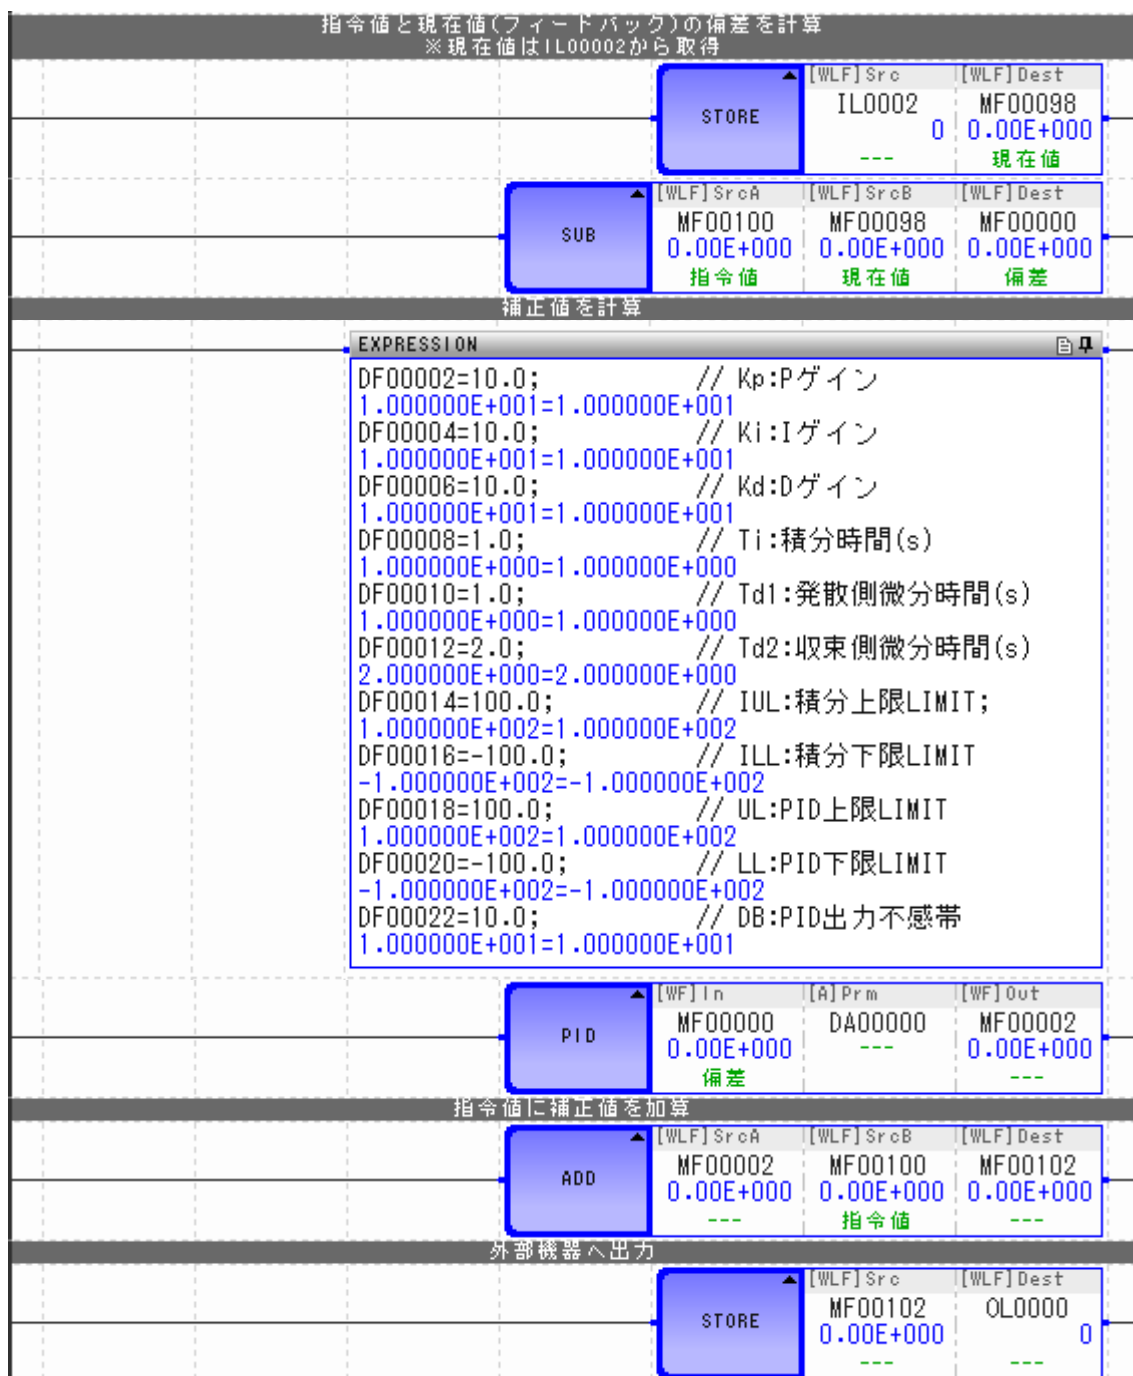 指令値と現在値(フィードバック)の偏差を計算
※現在値はIL00002から取得
[WLF]Src [WLF]Dest
STORE IL0002 MF00098
0 0.00E+000
--- 現在値
[WLF]SrcA [WLF]SrcB [WLF]Dest
SUB MF00100 MF00098 MF00000
0.00E+000 0.00E+000 0.00E+000
指令値 現在値 偏差
補正値を計算
EXPRESSION
DF00002=10.0; // Kp:Pゲイン
1.000000E+001=1.000000E+001
DF00004=10.0; // Ki:Iゲイン
1.000000E+001=1.000000E+001
DF00006=10.0; // Kd:Dゲイン
1.000000E+001=1.000000E+001
DF00008=1.0; // Ti:積分時間(s)
1.000000E+000=1.000000E+000
DF00010=1.0; // Td1:発散側微分時間(s)
1.000000E+000=1.000000E+000
DF00012=2.0; // Td2:収束側微分時間(s)
2.000000E+000=2.000000E+000
DF00014=100.0; // IUL:積分上限LIMIT;
1.000000E+002=1.000000E+002
DF00016=-100.0; // ILL:積分下限LIMIT
-1.000000E+002=-1.000000E+002
DF00018=100.0; // UL:PID上限LIMIT
1.000000E+002=1.000000E+002
DF00020=-100.0; // LL:PID下限LIMIT
-1.000000E+002=-1.000000E+002
DF00022=10.0; // DB:PID出力不感帯
1.000000E+001=1.000000E+001
[WF]In [A]Prm [WF]Out
PID MF00000 DA00000 MF00002
0.00E+000 --- 0.00E+000
偏差 ---
指令値に補正値を加算
[WLF]SrcA [WLF]SrcB [WLF]Dest
ADD MF00002 MF00100 MF00102
0.00E+000 0.00E+000 0.00E+000
--- 指令値 ---
外部機器へ出力
[WLF]Src [WLF]Dest
STORE MF00102 OL0000
0.00E+000 0
--- ---